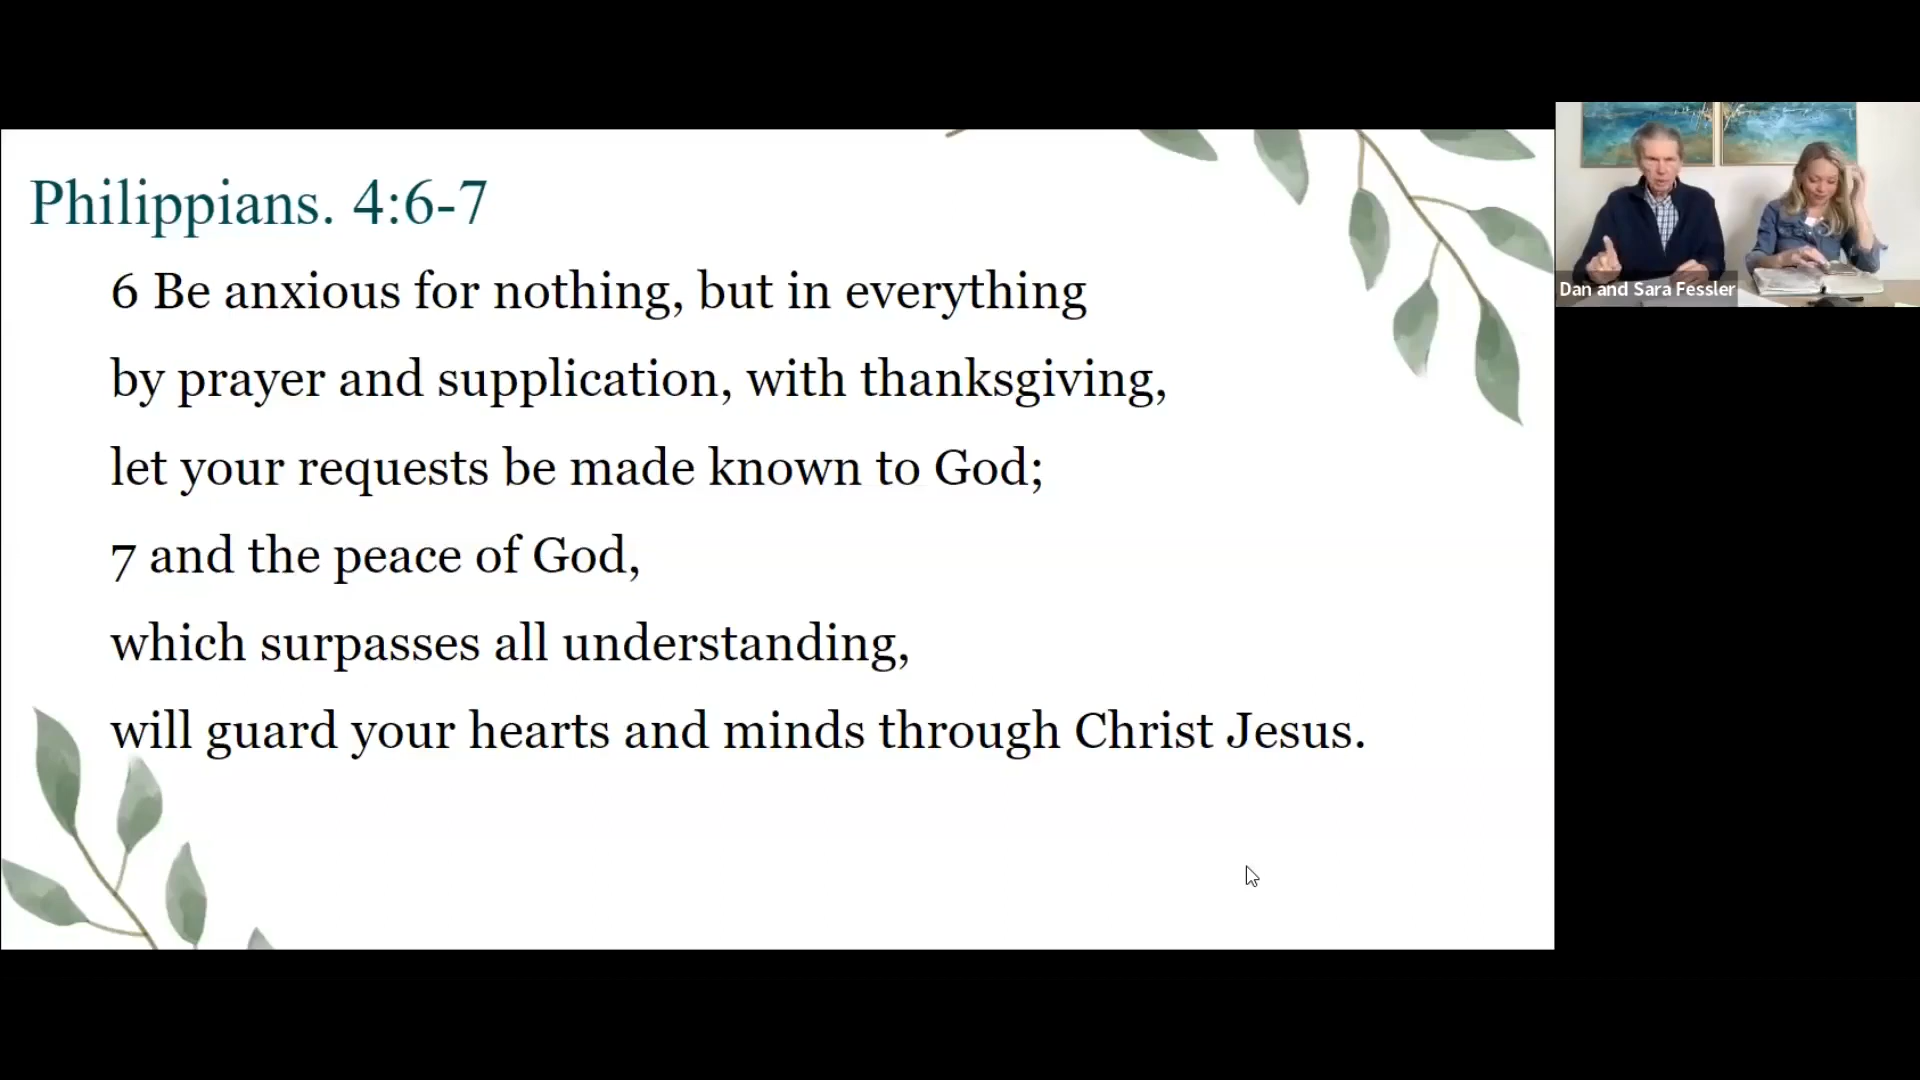 Philippians. 4:6-7
6 Be anxious for nothing, but in everything
by prayer and supplication, with thanksgiving,
let your requests be made known to God;
7 and the peace of God,
which surpasses all understanding,
will guard your hearts and minds through Christ Jesus.
Dan and Sara Fessler